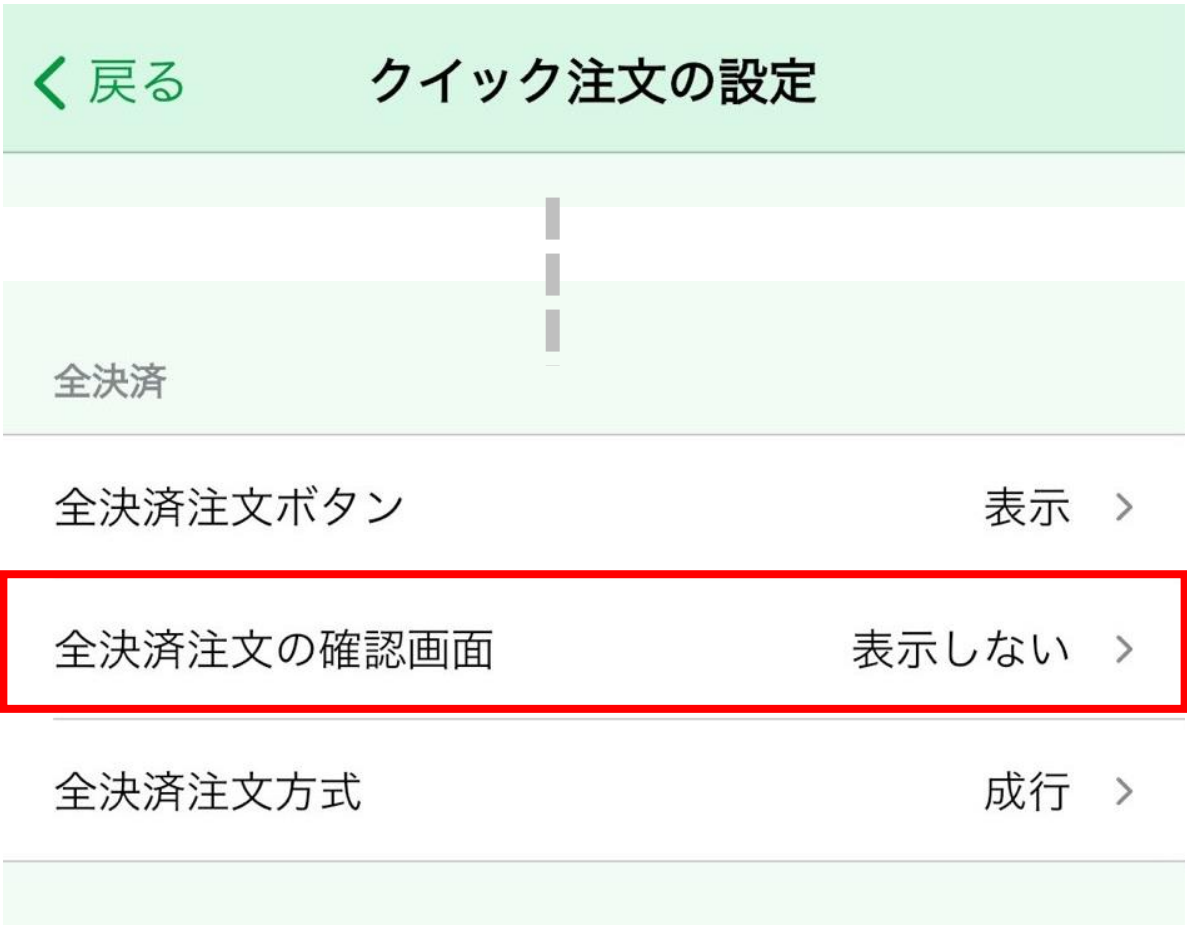 戻る クイック注文の設定
全決済
全決済注文ボタン 表示
全決済注文の確認画面 表示しない
全決済注文方式 成行